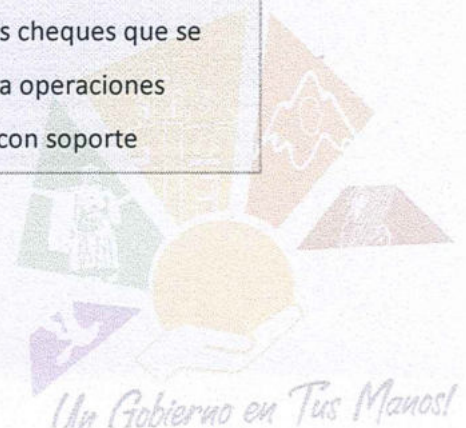 s cheques que se
a operaciones
con soporte
Un Gobierno en Tus Manos!